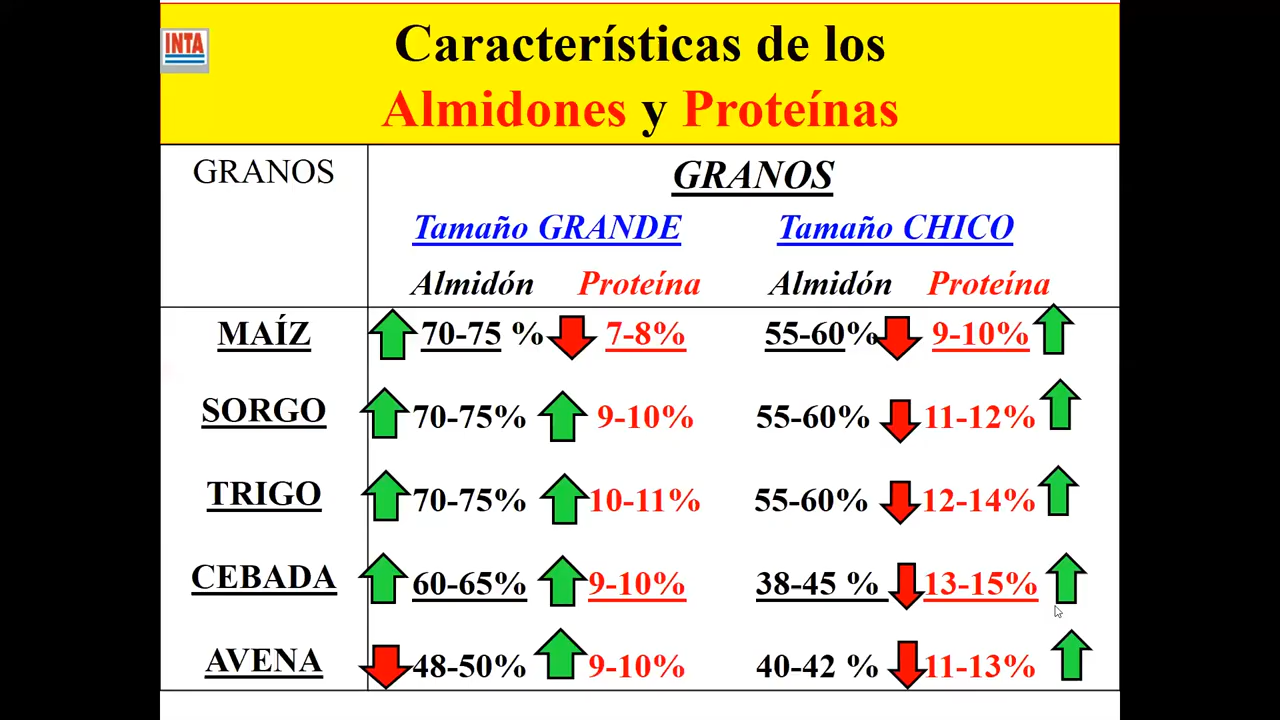 INTA
Características de los
Almidones y Proteínas
GRANOS
GRANOS
Tamaño GRANDE Tamaño CHICO
Almidón Proteína Almidón Proteína
MAÍZ 70-75 % 7-8% 55-60% 9-10%
SORGO 70-75% 9-10% 55-60% 11-12%
TRIGO 70-75% 10-11% 55-60% 12-14%
CEBADA 60-65% 9-10% 38-45 % 13-15%
AVENA 48-50% 9-10% 40-42 % 11-13%